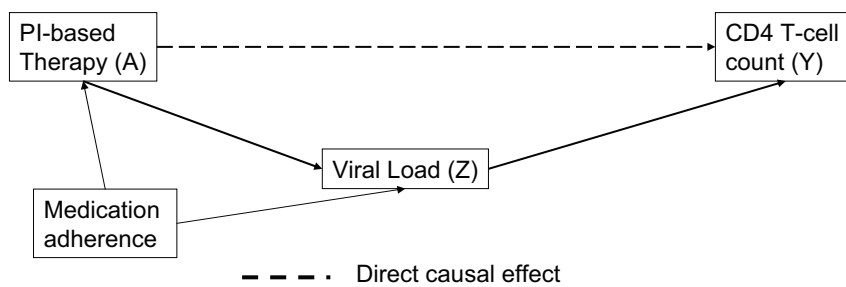 PI-based
Therapy (A)
CD4 T-cell
count (Y)
Viral Load (Z)
Medication
adherence
Direct causal effect